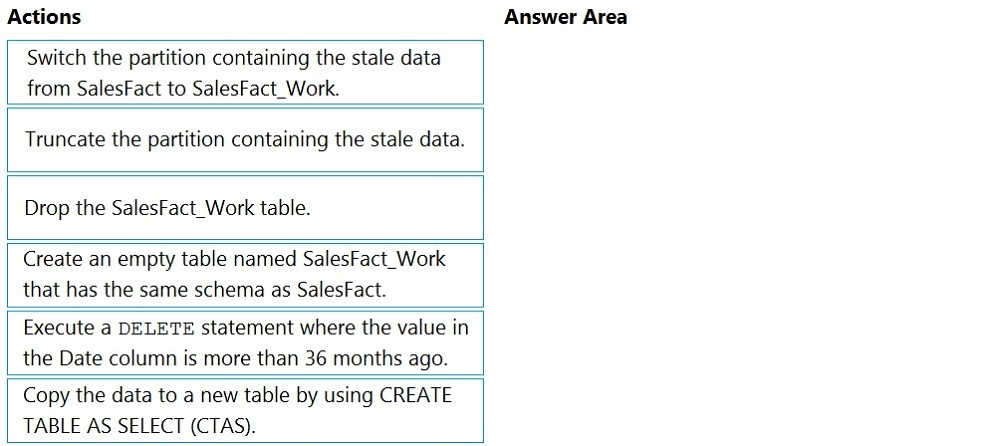 Actions
Answer Area
Switch the partition containing the stale data
from SalesFact to SalesFact_Work.
Truncate the partition containing the stale data.
Drop the SalesFact_Work table.
Create an empty table named SalesFact_Work
that has the same schema as SalesFact.
Execute a DELETE statement where the value in
the Date column is more than 36 months ago.
Copy the data to a new table by using CREATE
TABLE AS SELECT (CTAS).